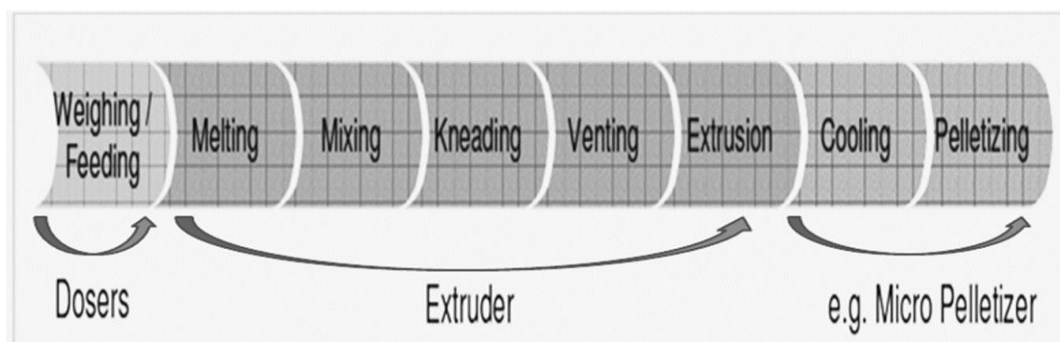 Weighing /
Feeding
Melting
Mixing
Kneading
Venting
Extrusion
Cooling
Pelletizing
Dosers
Extruder
e.g. Micro Pelletizer